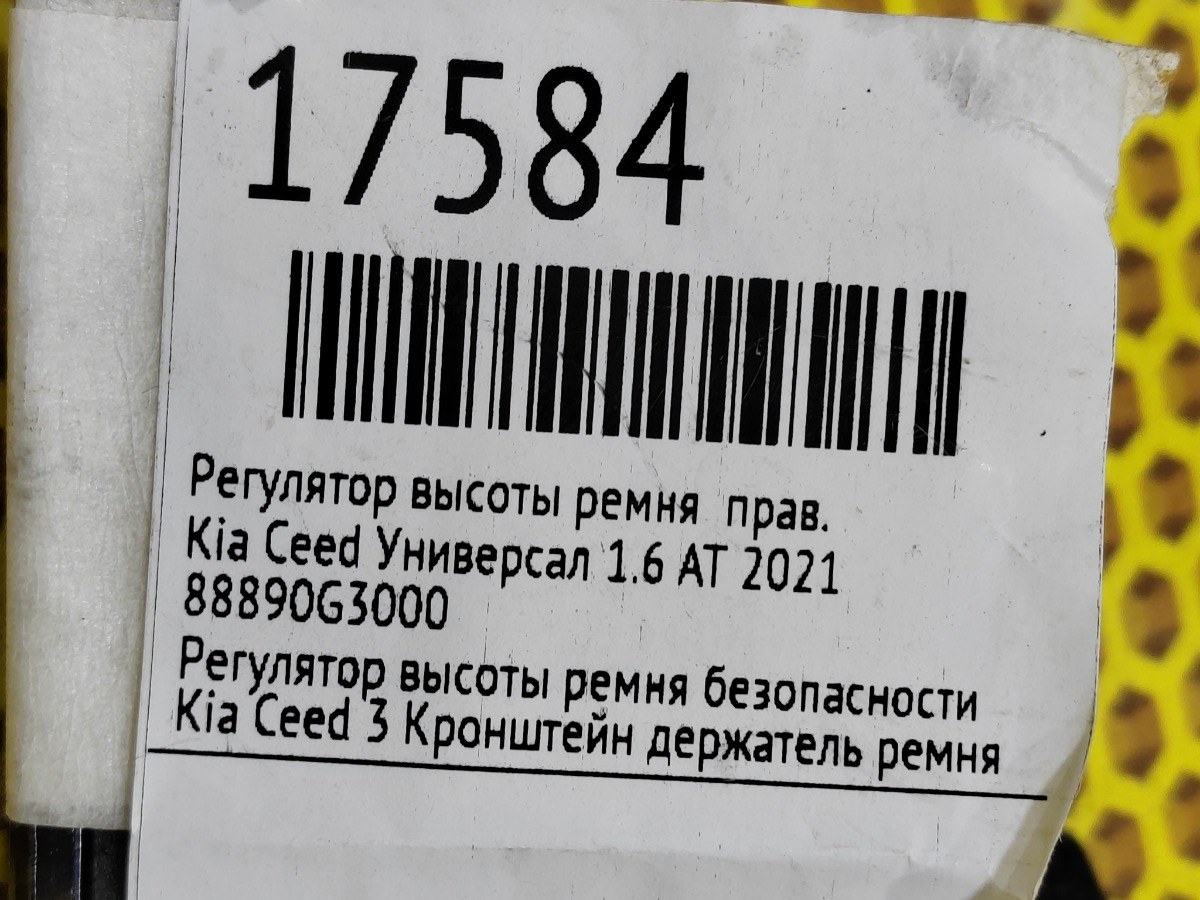 17584
Регулятор высоты ремня прав.
Kia Ceed Универсал 1.6 AT 2021
88890G3000
Регулятор высоты ремня безопасности
Kia Ceed 3 Кронштейн держатель ремня